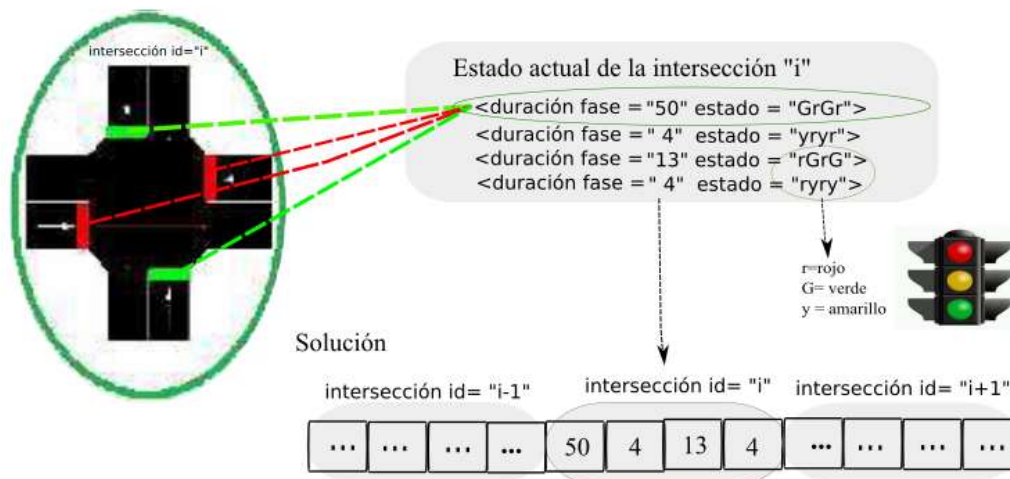 intersección id="i"
Estado actual de la intersección "i"
<duración fase ="50" estado = "GrGr">
<duración fase =" 4" estado = "yryr">
<duración fase ="13" estado = "rGrG">
<duración fase =" 4" estado = "ryry">
r=rojo
G= verde
y = amarillo
Solución
intersección id= "i-1"
intersección id= "i"
intersección id= "i+1"
... ... ... ... 50 4 13 4 ... ... ... ...